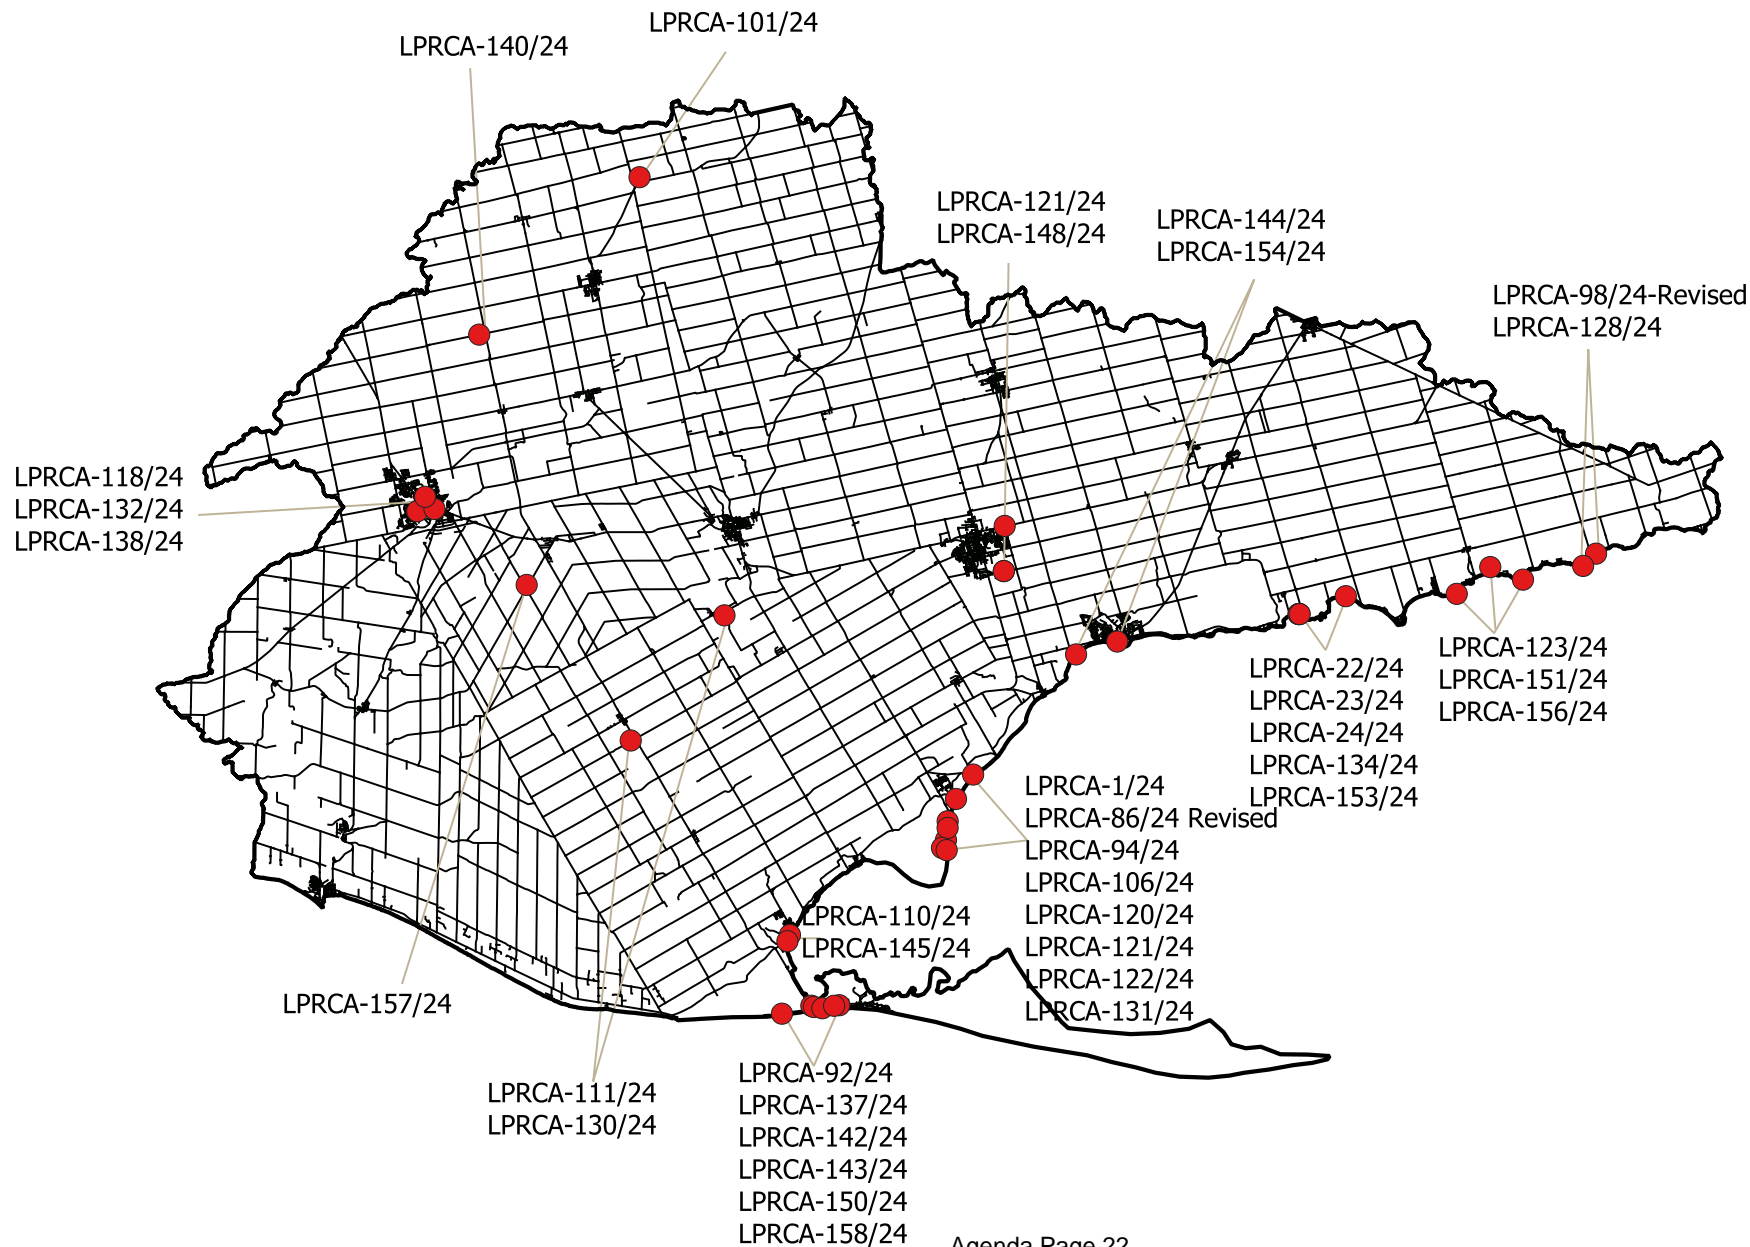 LPRCA-101/24
LPRCA-140/24
LPRCA-121/24
LPRCA-148/24
LPRCA-144/24
LPRCA-154/24
LPRCA-98/24-Revised
LPRCA-128/24
LPRCA-118/24
LPRCA-132/24
LPRCA-138/24
LPRCA-123/24
LPRCA-151/24
LPRCA-156/24
LPRCA-22/24
LPRCA-23/24
LPRCA-24/24
LPRCA-134/24
LPRCA-153/24
LPRCA-1/24
LPRCA-86/24 Revised
LPRCA-94/24
LPRCA-106/24
LPRCA-120/24
LPRCA-121/24
LPRCA-122/24
LPRCA-131/24
LPRCA-110/24
LPRCA-145/24
LPRCA-157/24
LPRCA-111/24
LPRCA-130/24
LPRCA-92/24
LPRCA-137/24
LPRCA-142/24
LPRCA-143/24
LPRCA-150/24
LPRCA-158/24
Agenda Page 22